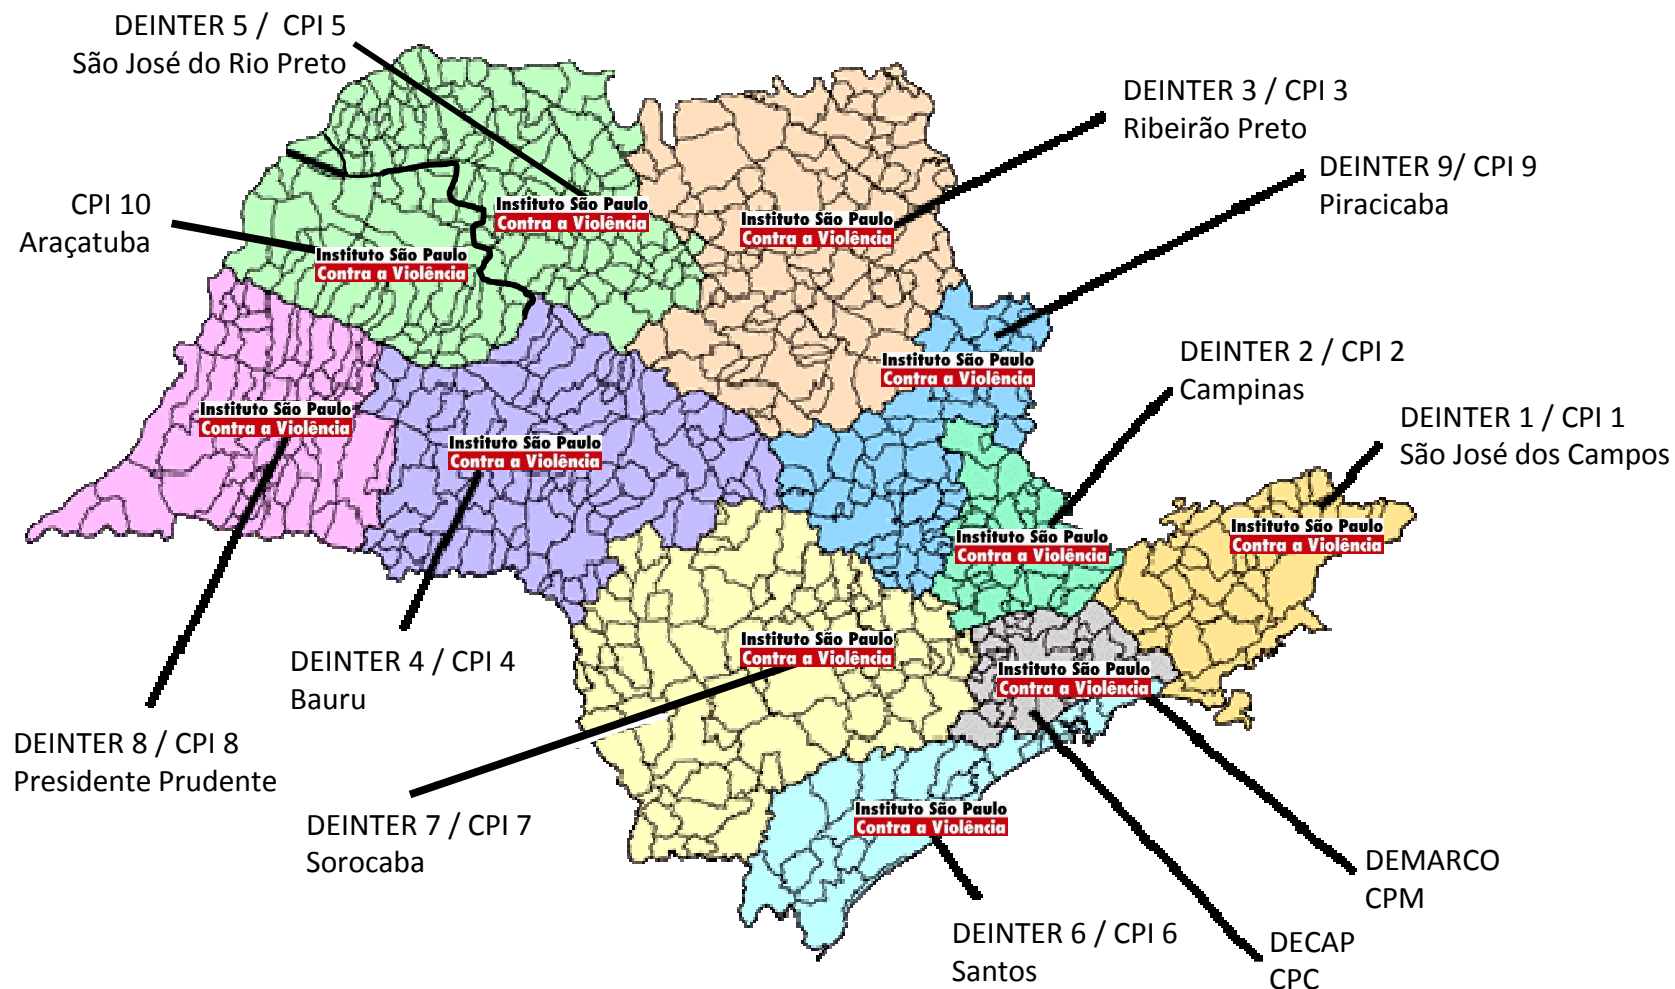 DEINTER 5 /  CPI 5
São José do Rio Preto
DEINTER 3 / CPI 3
Ribeirão Preto
DEINTER 9/ CPI 9
Piracicaba
CPI 10
Araçatuba
Instituto São Paulo
Contra a Violência
Instituto São Paulo
Contra a Violência
Instituto São Paulo
Contra a Violência
DEINTER 2 / CPI 2
Campinas
Instituto São Paulo
Contra a Violência
DEINTER 1 / CPI 1
São José dos Campos
Instituto São Paulo
Contra a Violência
Instituto São Paulo
Contra a Violência
Instituto São Paulo
Contra a Violência
Instituto São Paulo
Contra a Violência
Instituto São Paulo
Contra a Violência
Instituto São Paulo
Contra a Violência
DEINTER 4 / CPI 4
Bauru
DEINTER 8 / CPI 8
Presidente Prudente
DEINTER 7 / CPI 7
Sorocaba
Instituto São Paulo
Contra a Violência
DEMARCO
CPM
DEINTER 6 / CPI 6
Santos
DECAP
CPC